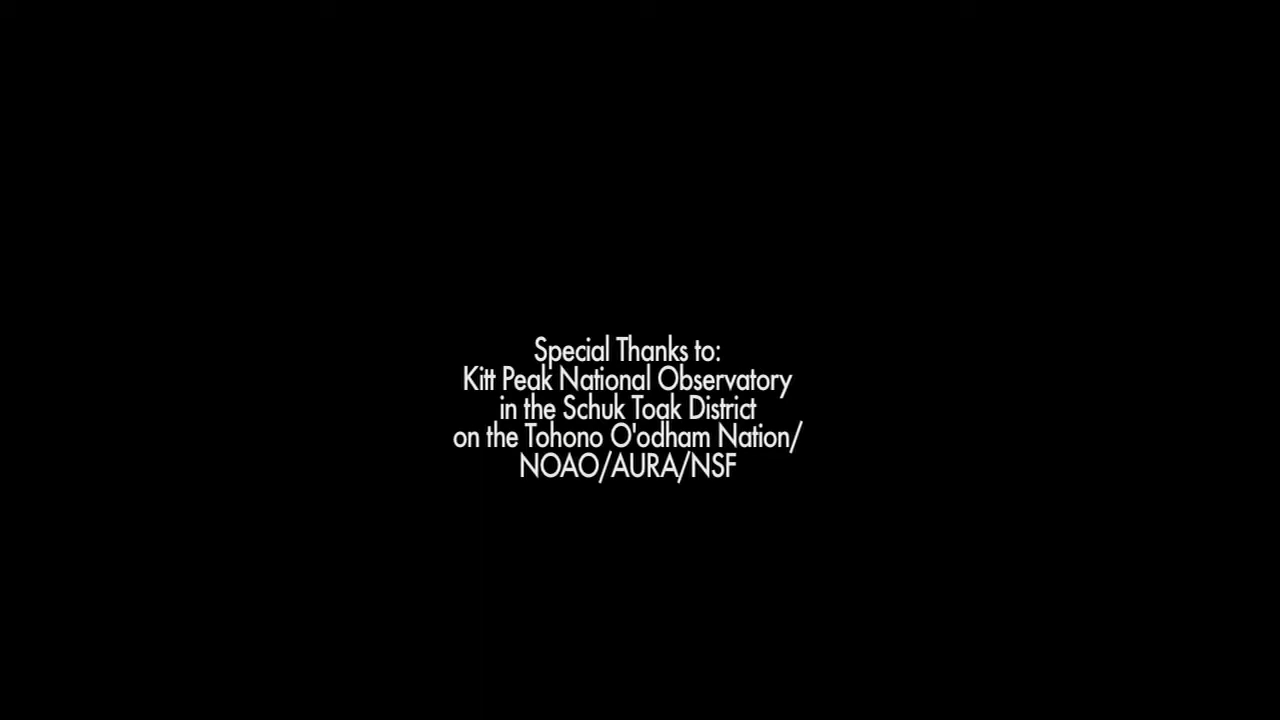 Special Thanks to:
Kitt Peak National Observatory
in the Schuk Toak District
on the Tohono O'odham Nation/
NOAO/AURA/NSF